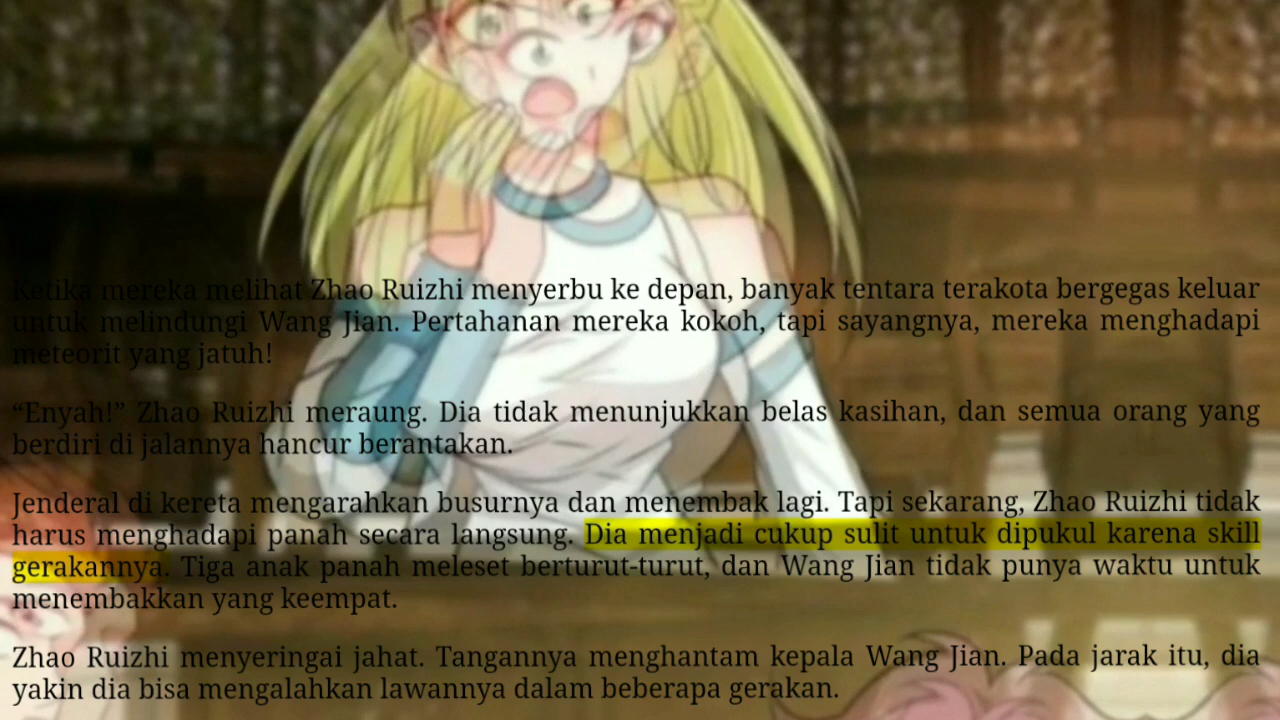 Ketika mereka melihat Zhao Ruizhi menyerbu ke depan, banyak tentara terakota bergegas keluar
untuk melindungi Wang Jian. Pertahanan mereka kokoh, tapi sayangnya, mereka menghadapi
meteorit yang jatuh!
“Enyah!” Zhao Ruizhi meraung. Dia tidak menunjukkan belas kasihan, dan semua orang yang
berdiri di jalannya hancur berantakan.
Jenderal di kereta mengarahkan busurnya dan menembak lagi. Tapi sekarang, Zhao Ruizhi tidak
harus menghadapi panah secara langsung. Dia menjadi cukup sulit untuk dipukul karena skill
gerakannya. Tiga anak panah meleset berturut-turut, dan Wang Jian tidak punya waktu untuk
menembakkan yang keempat.
Zhao Ruizhi menyeringai jahat. Tangannya menghantam kepala Wang Jian. Pada jarak itu, dia
yakin dia bisa mengalahkan lawannya dalam beberapa gerakan.